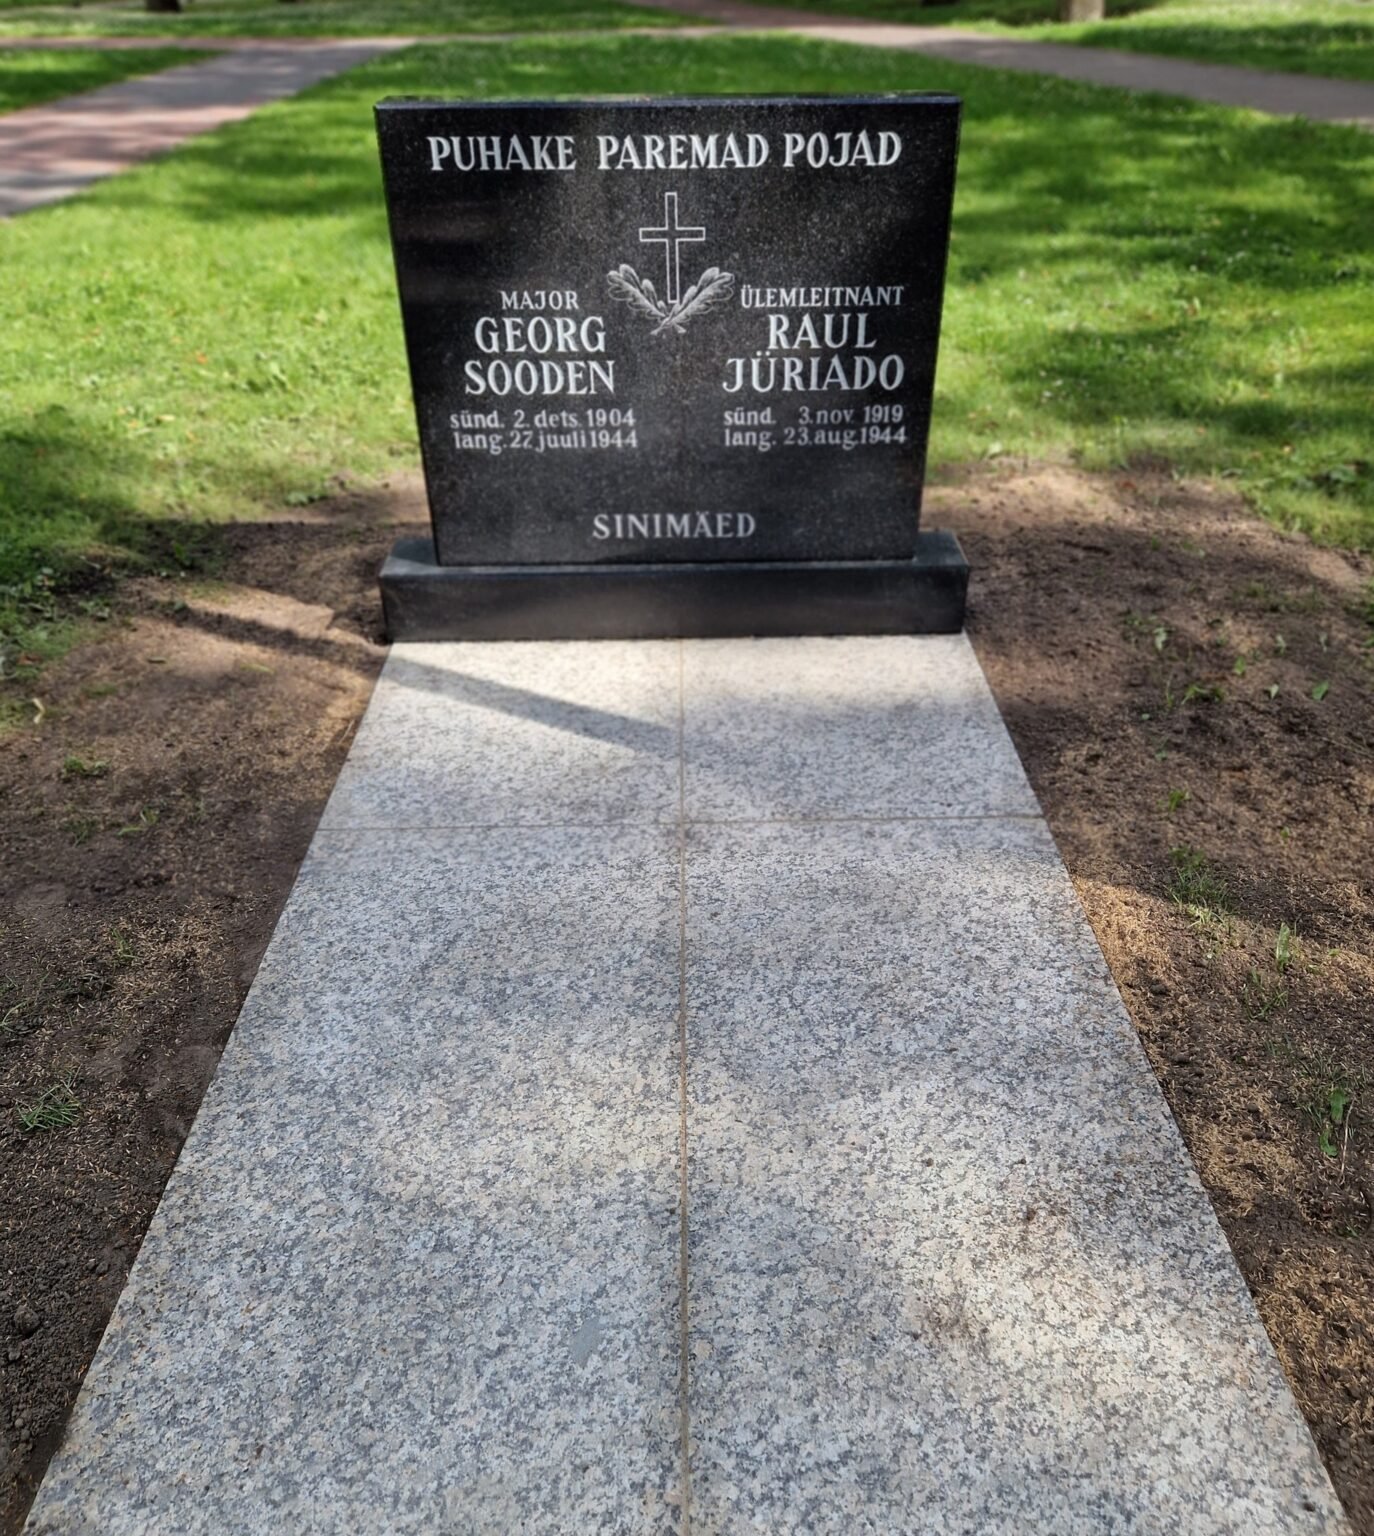 PUHAKE PAREMAD POJAD
MAJOR
GEORG
SOODEN
sünd. 2. dets. 1904
lang. 27. juuli 1944
ÜLEMLEITNANT
RAUL
JÜRIADO
sünd. 3. nov. 1919
lang. 23. aug. 1944
SINIMÄED